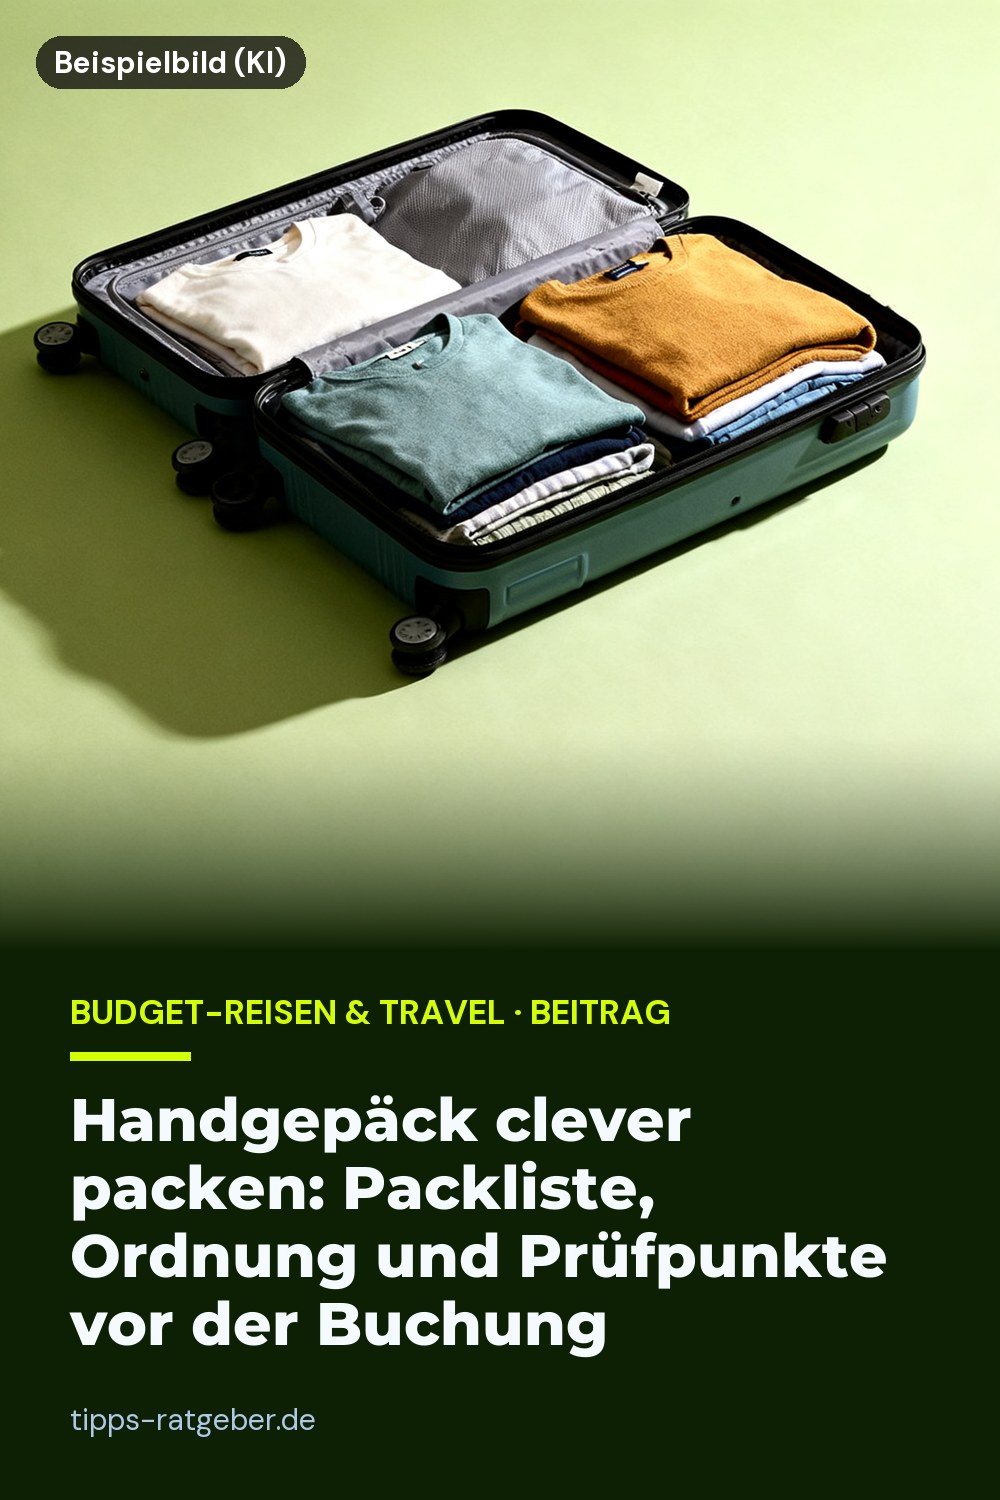 Beispielbild (KI)
BUDGET-REISEN & TRAVEL · BEITRAG
Handgepäck clever
packen: Packliste,
Ordnung und Prüfpunkte
vor der Buchung
tipps-ratgeber.de